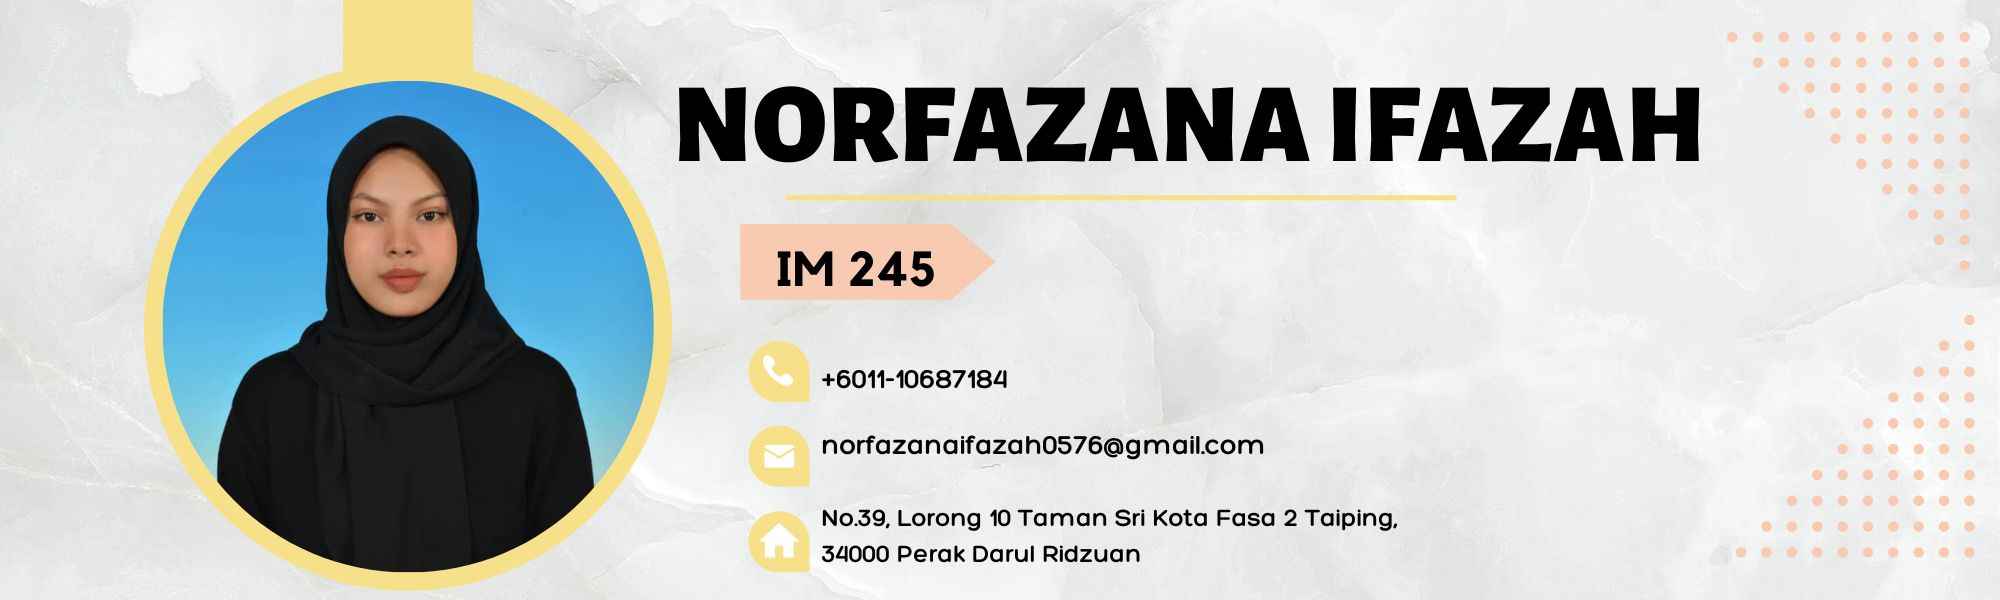 NORFAZANA IFAZAH
IM 245
+6011-10687184
norfazanaifazah0576@gmail.com
No.39, Lorong 10 Taman Sri Kota Fasa 2 Taiping,
34000 Perak Darul Ridzuan